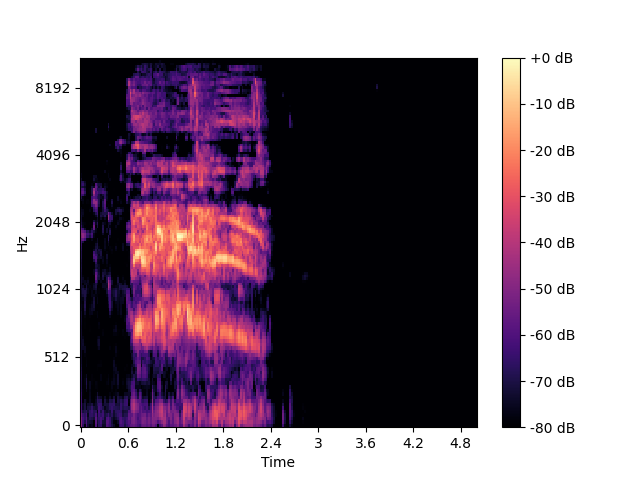 +0 dB
8192
-10 dB
4096
-20 dB
-30 dB
2048
-40 dB
Hz
1024
-50 dB
-60 dB
512
-70 dB
0
-80 dB
0 0.6 1.2 1.8 2.4 3 3.6 4.2 4.8
Time